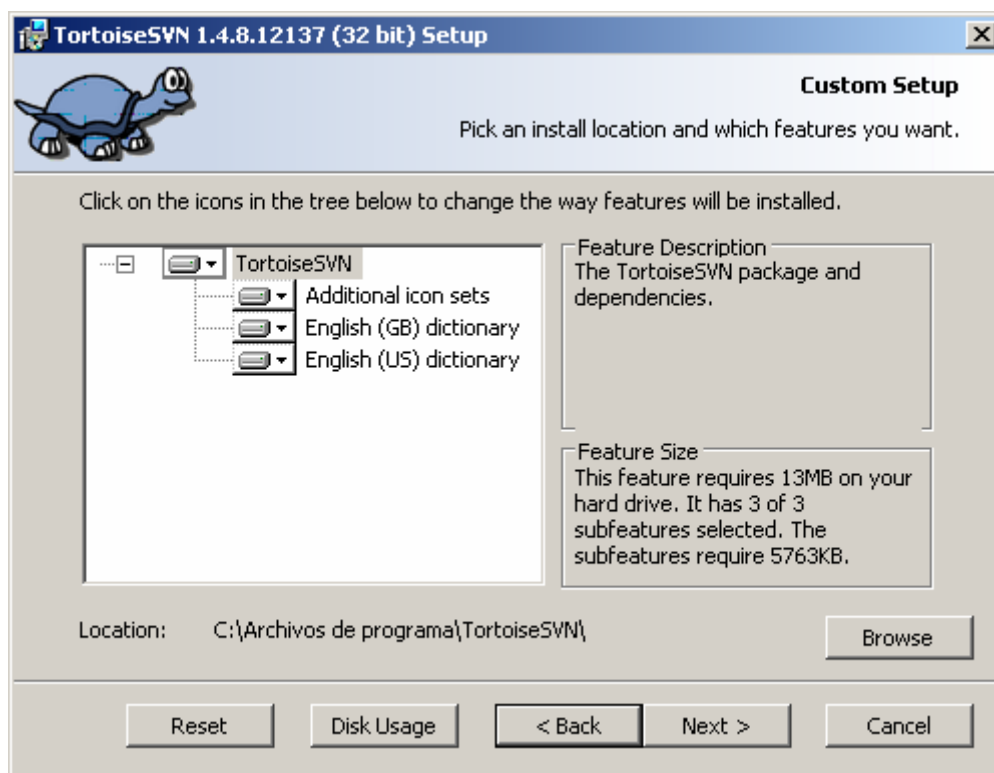 TortoiseSVN 1.4.8.12137 (32 bit) Setup
Custom Setup
Pick an install location and which features you want.
Click on the icons in the tree below to change the way features will be installed.
TortoiseSVN
Additional icon sets
English (GB) dictionary
English (US) dictionary
Feature Description
The TortoiseSVN package and
dependencies.
Feature Size
This feature requires 13MB on your
hard drive. It has 3 of 3
subfeatures selected. The
subfeatures require 5763KB.
Location: C:\Archivos de programa\TortoiseSVN\
Browse
Reset Disk Usage < Back Next > Cancel